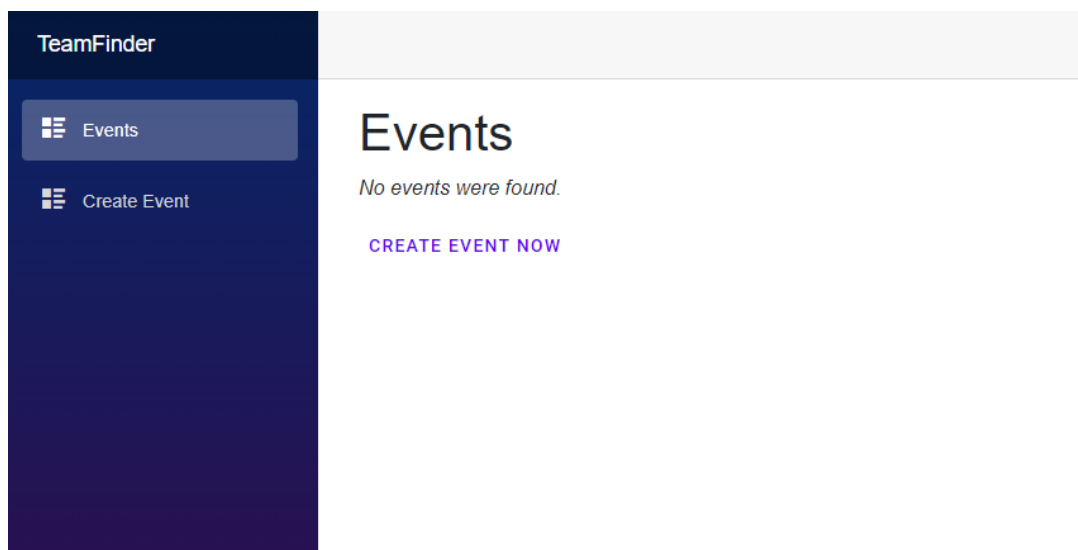 TeamFinder
Events
Create Event
Events
No events were found.
CREATE EVENT NOW